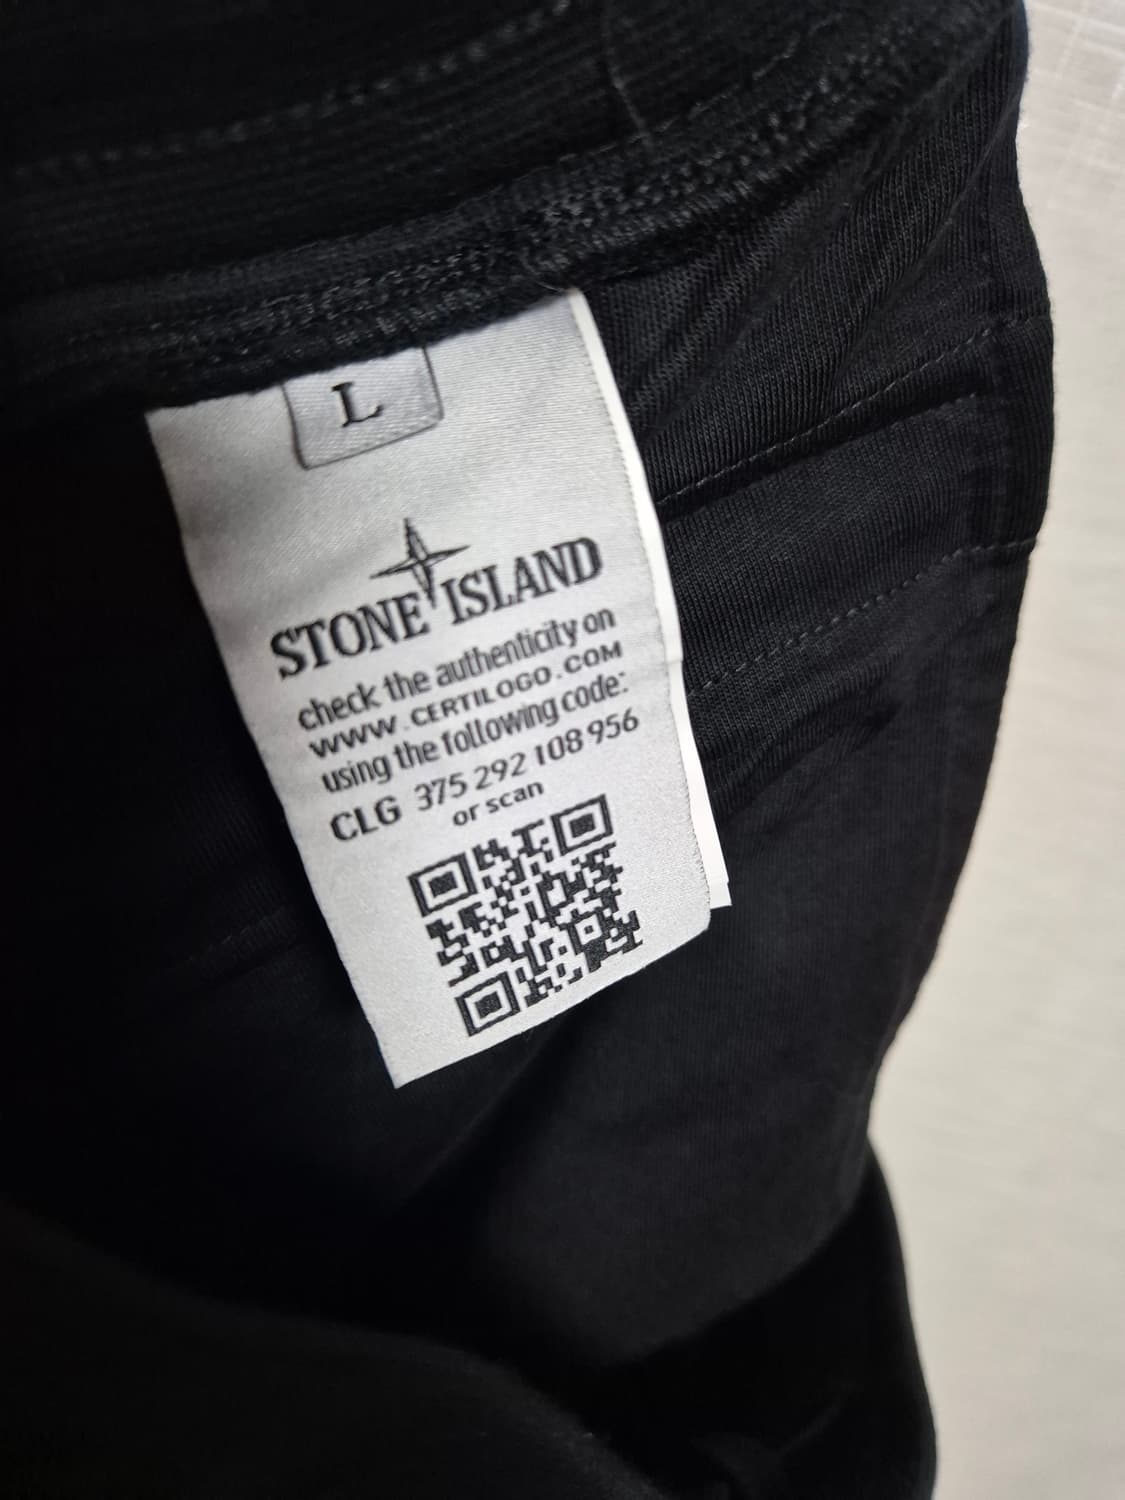 L
STONE ISLAND
check the authenticity on
WWW.CERTILOGO.COM
using the following code:
CLG 375 292 108 956
or scan